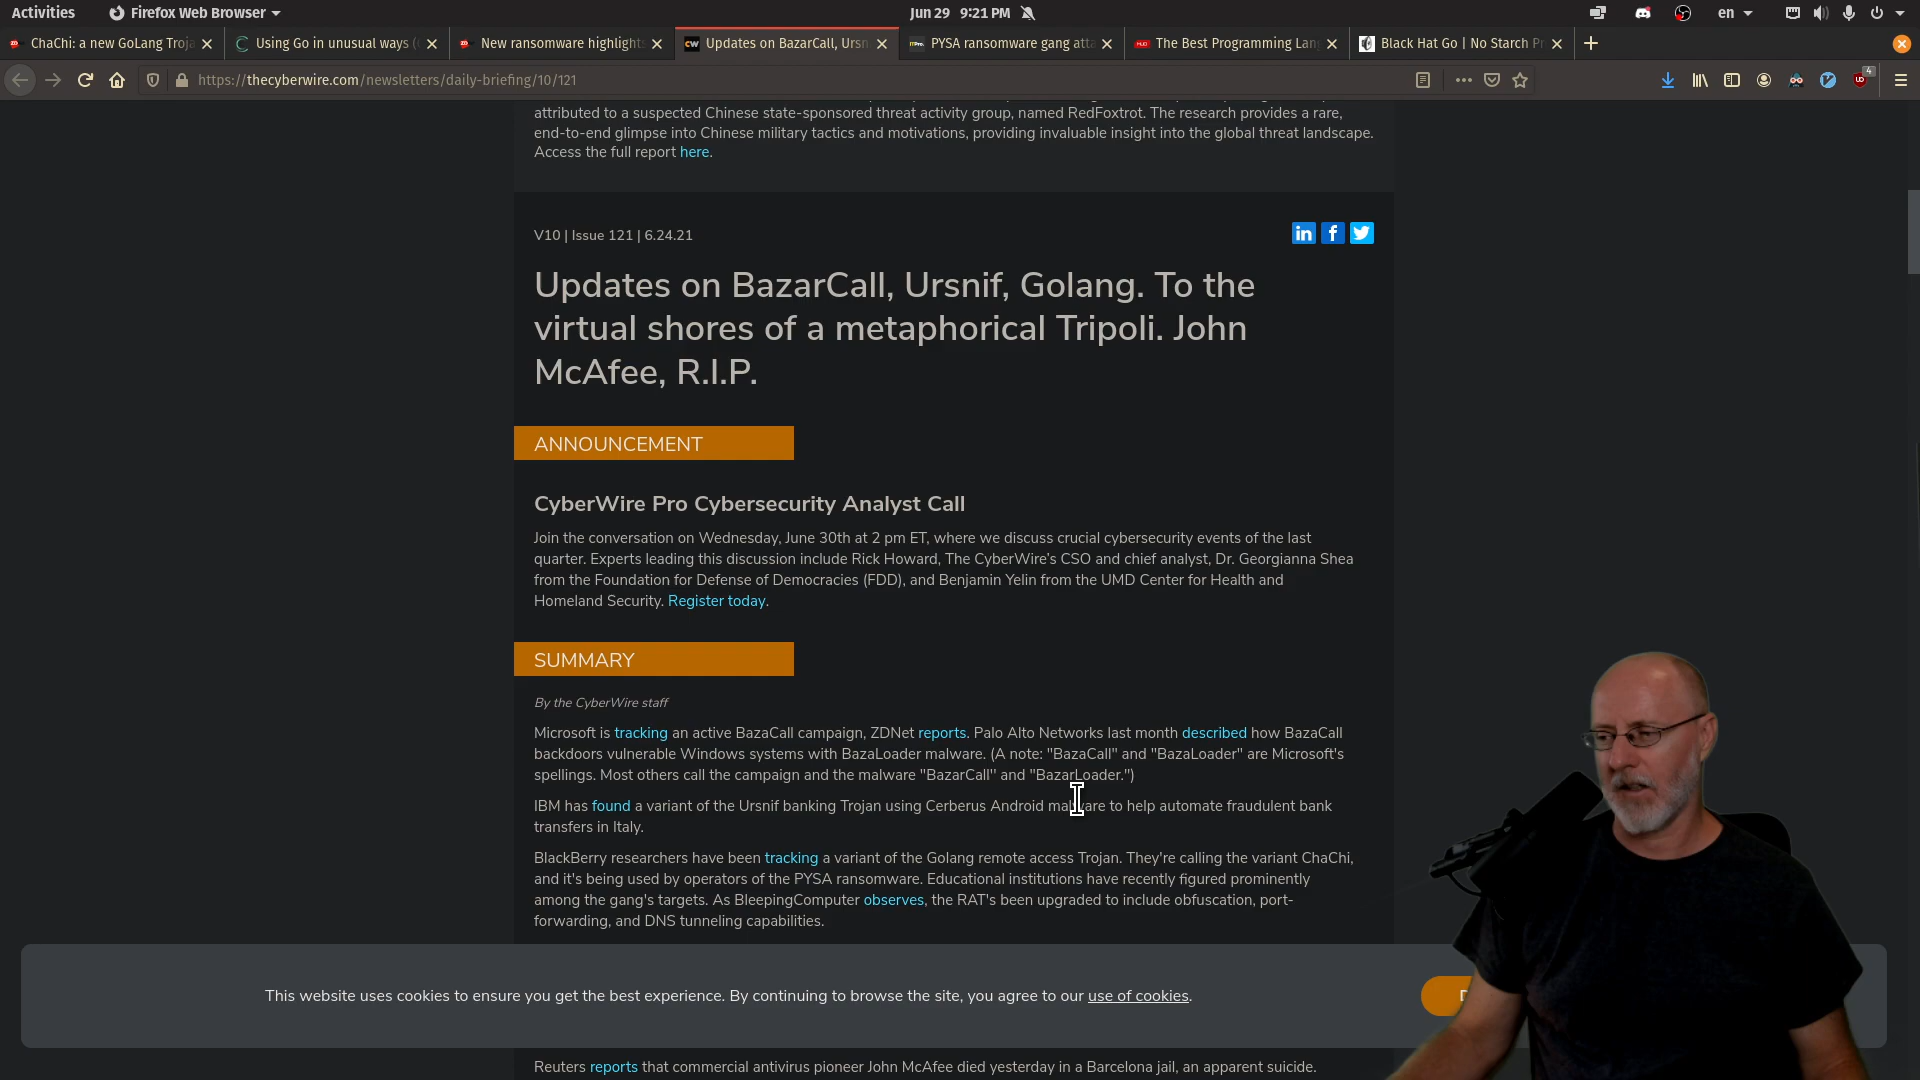 Activities
Firefox Web Browser
Jun 29 9:21 PM
en
ChaChi: a new GoLang Troja
Using Go in unusual ways (
New ransomware highlights
CW Updates on BazarCall, Ursn
ITPro. PYSA ransomware gang atta
The Best Programming Lan
Black Hat Go | No Starch Pr
https://thecyberwire.com/newsletters/daily-briefing/10/121
4
attributed to a suspected Chinese state-sponsored threat activity group, named RedFoxtrot. The research provides a rare,
end-to-end glimpse into Chinese military tactics and motivations, providing invaluable insight into the global threat landscape.
Access the full report here.
V10 | Issue 121 | 6.24.21
Updates on BazarCall, Ursnif, Golang. To the
virtual shores of a metaphorical Tripoli. John
McAfee, R.I.P.
ANNOUNCEMENT
CyberWire Pro Cybersecurity Analyst Call
Join the conversation on Wednesday, June 30th at 2 pm ET, where we discuss crucial cybersecurity events of the last
quarter. Experts leading this discussion include Rick Howard, The CyberWire's CSO and chief analyst, Dr. Georgianna Shea
from the Foundation for Defense of Democracies (FDD), and Benjamin Yelin from the UMD Center for Health and
Homeland Security. Register today.
SUMMARY
By the CyberWire staff
Microsoft is tracking an active BazaCall campaign, ZDNet reports. Palo Alto Networks last month described how BazaCall
backdoors vulnerable Windows systems with BazaLoader malware. (A note: "BazaCall" and "BazaLoader" are Microsoft's
spellings. Most others call the campaign and the malware "BazarCall" and "BazarLoader.")
IBM has found a variant of the Ursnif banking Trojan using Cerberus Android malware to help automate fraudulent bank
transfers in Italy.
BlackBerry researchers have been tracking a variant of the Golang remote access Trojan. They're calling the variant ChaChi,
and it's being used by operators of the PYSA ransomware. Educational institutions have recently figured prominently
among the gang's targets. As BleepingComputer observes, the RAT's been upgraded to include obfuscation, port-
forwarding, and DNS tunneling capabilities.
This website uses cookies to ensure you get the best experience. By continuing to browse the site, you agree to our use of cookies.
Reuters reports that commercial antivirus pioneer John McAfee died yesterday in a Barcelona jail, an apparent suicide.